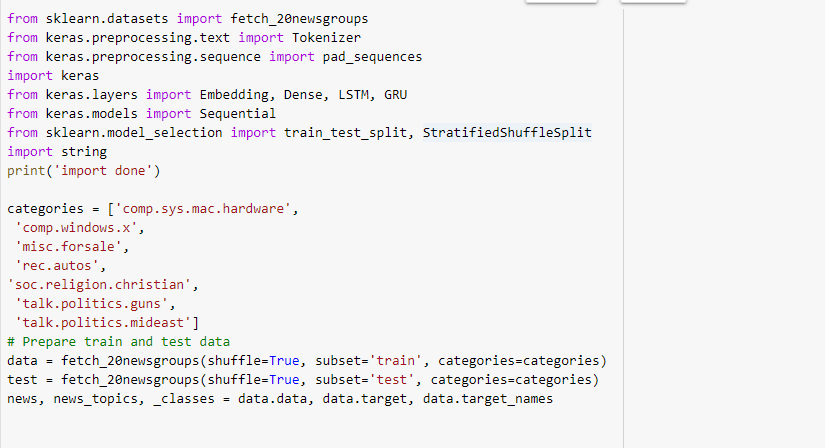 from sklearn.datasets import fetch_20newsgroups
from keras.preprocessing.text import Tokenizer
from keras.preprocessing.sequence import pad_sequences
import keras
from keras.layers import Embedding, Dense, LSTM, GRU
from keras.models import Sequential
from sklearn.model_selection import train_test_split, StratifiedShuffleSplit
import string
print('import done')

categories = ['comp.sys.mac.hardware',
 'comp.windows.x',
 'misc.forsale',
 'rec.autos',
'soc.religion.christian',
 'talk.politics.guns',
 'talk.politics.mideast']
# Prepare train and test data
data = fetch_20newsgroups(shuffle=True, subset='train', categories=categories)
test = fetch_20newsgroups(shuffle=True, subset='test', categories=categories)
news, news_topics, _classes = data.data, data.target, data.target_names